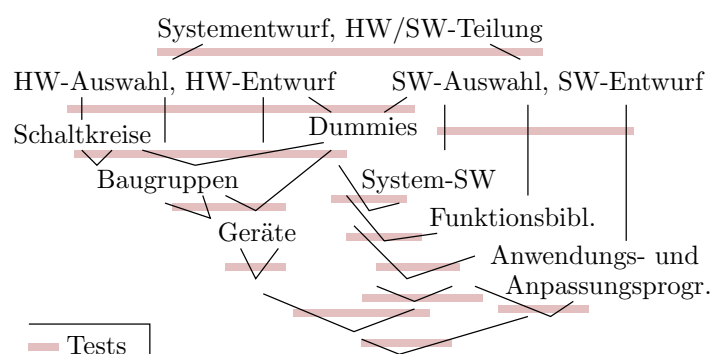 Systementwurf, HW/SW-Teilung
HW-Auswahl, HW-Entwurf
SW-Auswahl, SW-Entwurf
Schaltkreise
Dummies
Baugruppen
System-SW
Funktionsbibl.
Geräte
Anwendungs- und
Anpassungsprogr.
Tests